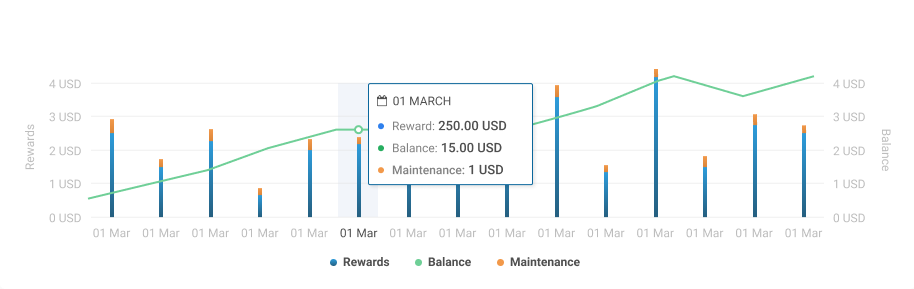 4 USD
3 USD
2 USD
1 USD
0 USD
Rewards
4 USD
3 USD
2 USD
1 USD
0 USD
Balance
01 MARCH
Reward: 250.00 USD
Balance: 15.00 USD
Maintenance: 1 USD
01 Mar 01 Mar 01 Mar 01 Mar 01 Mar 01 Mar 01 Mar 01 Mar 01 Mar 01 Mar 01 Mar 01 Mar 01 Mar 01 Mar 01 Mar
Rewards Balance Maintenance